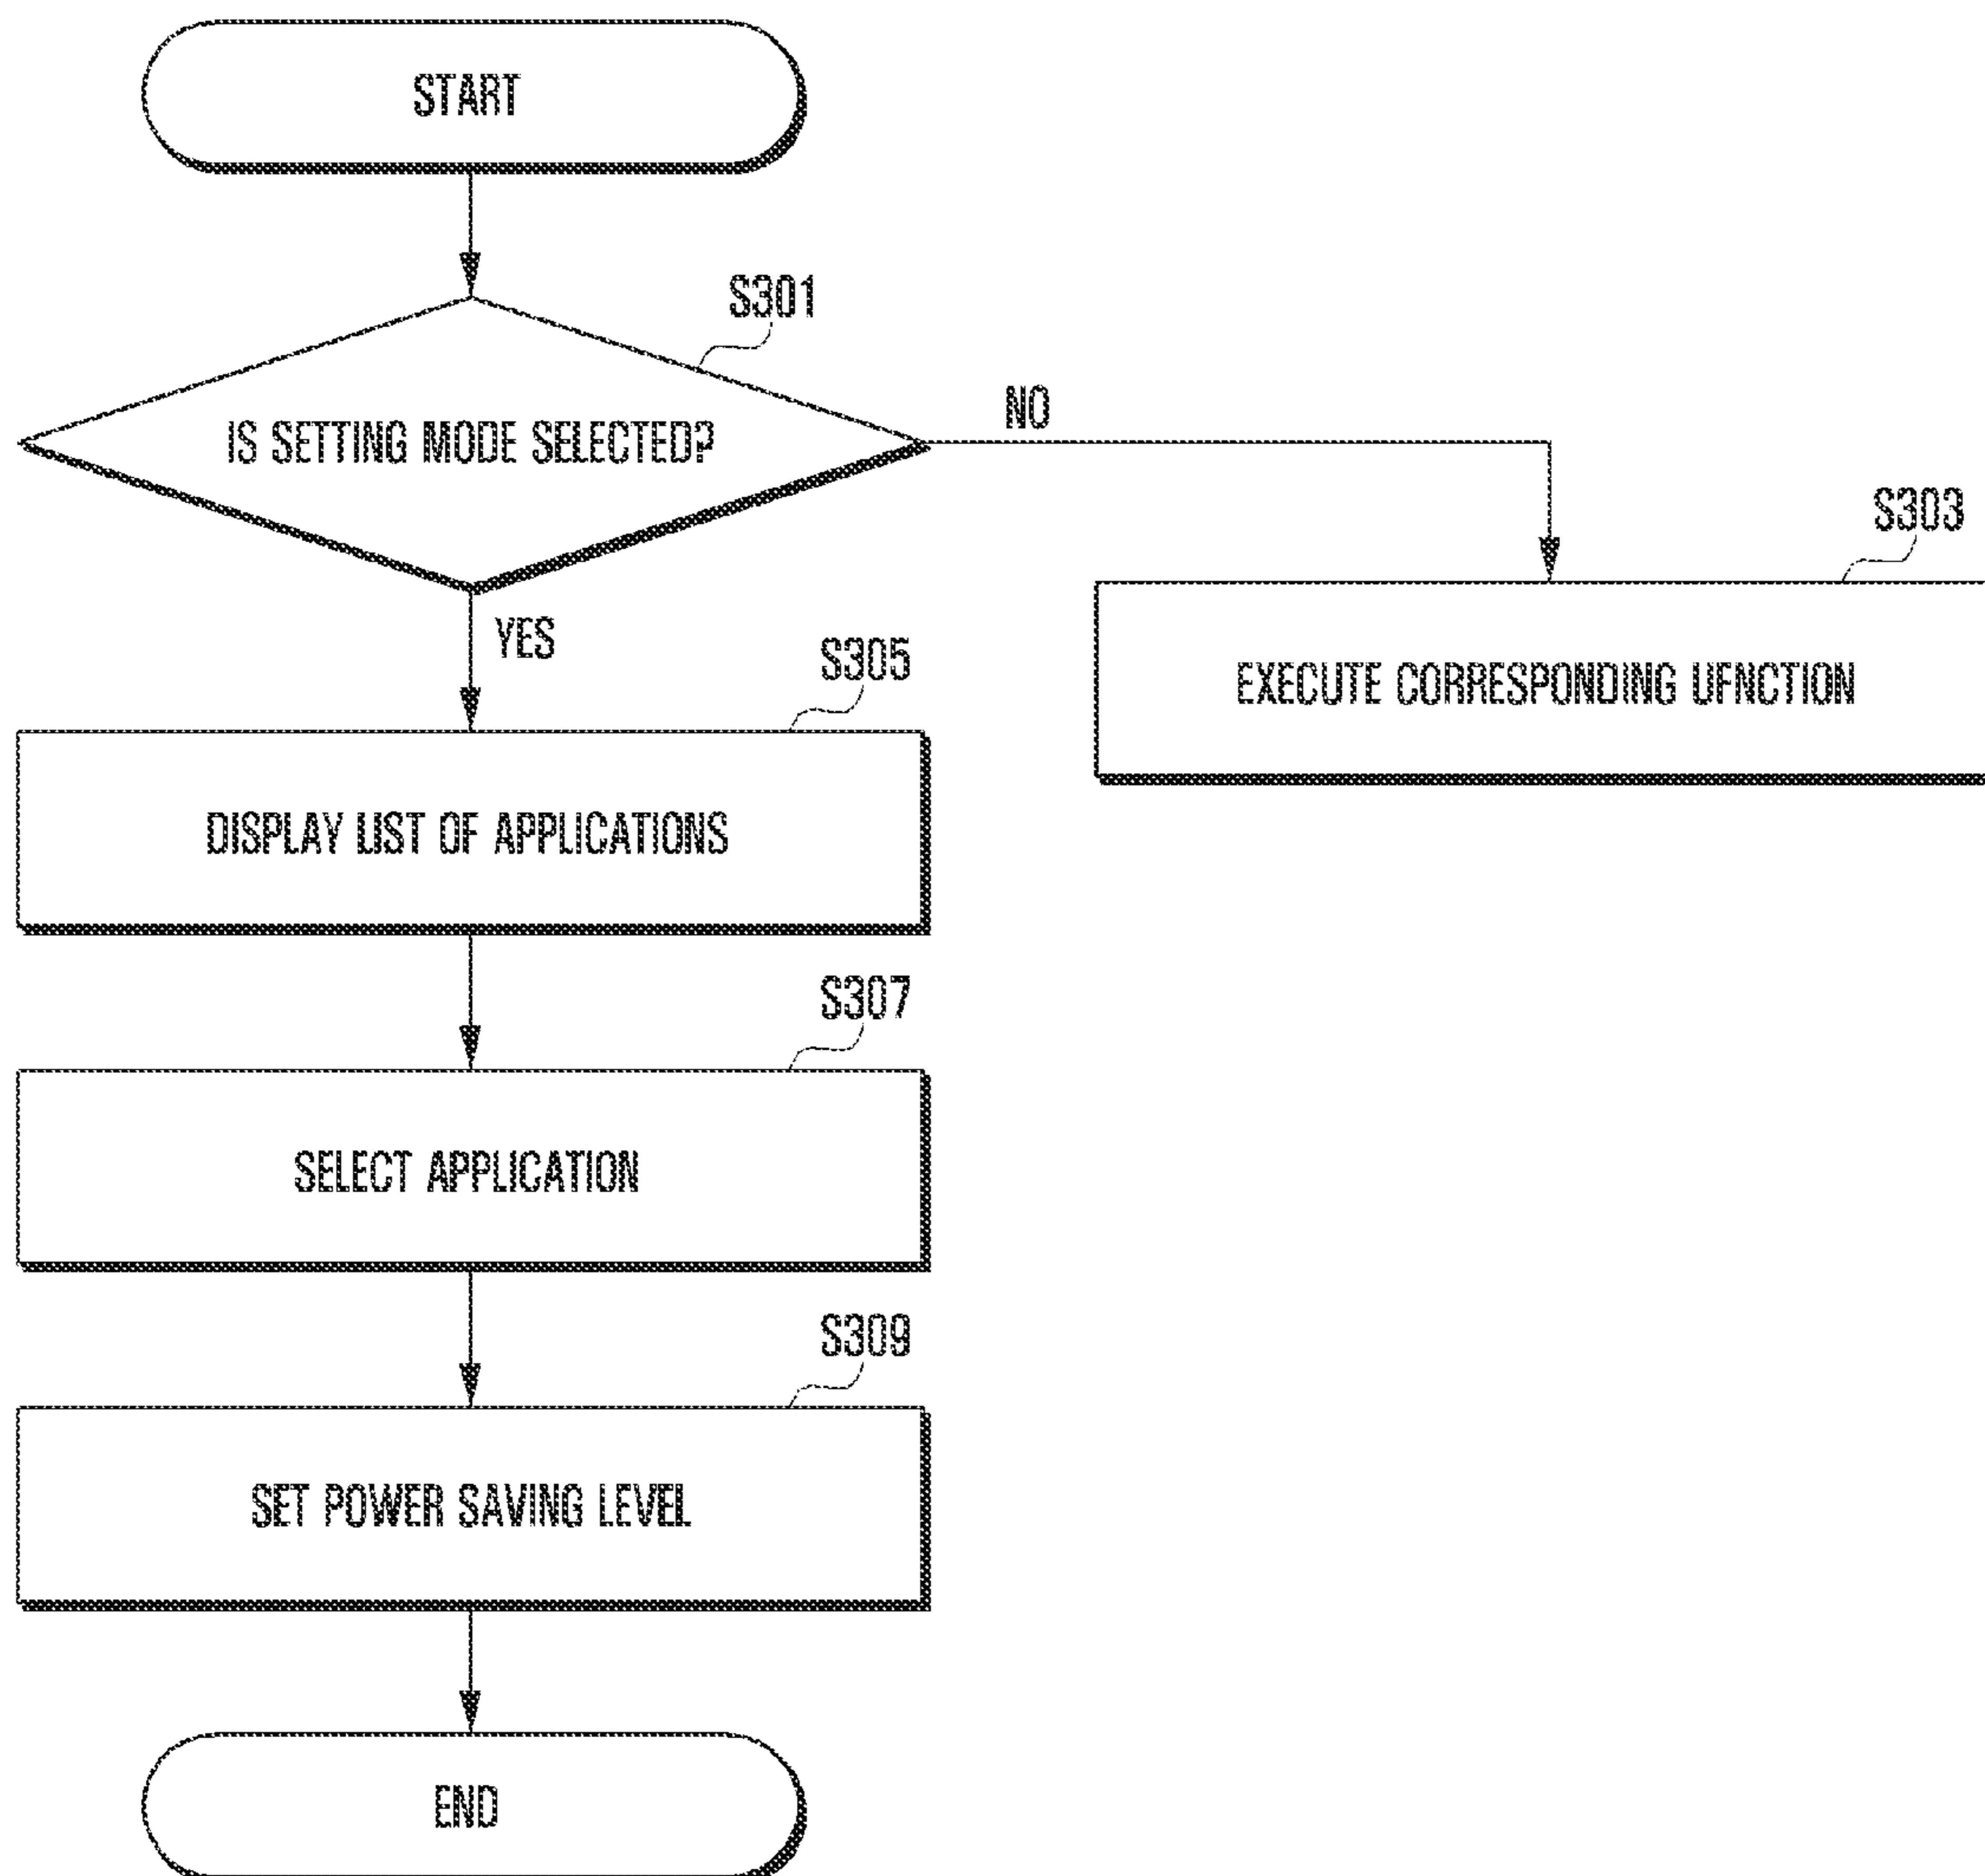 START
S301
IS SETTING MODE SELECTED?
NO
S303
EXECUTE CORRESPONDING UFNCTION
YES
S305
DISPLAY LIST OF APPLICATIONS
S307
SELECT APPLICATION
S309
SET POWER SAVING LEVEL
END